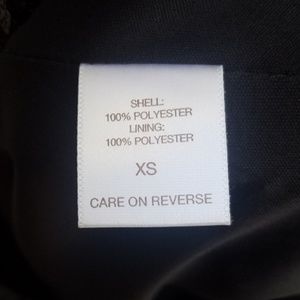 SHELL:
100% POLYESTER
LINING:
100% POLYESTER
XS
CARE ON REVERSE